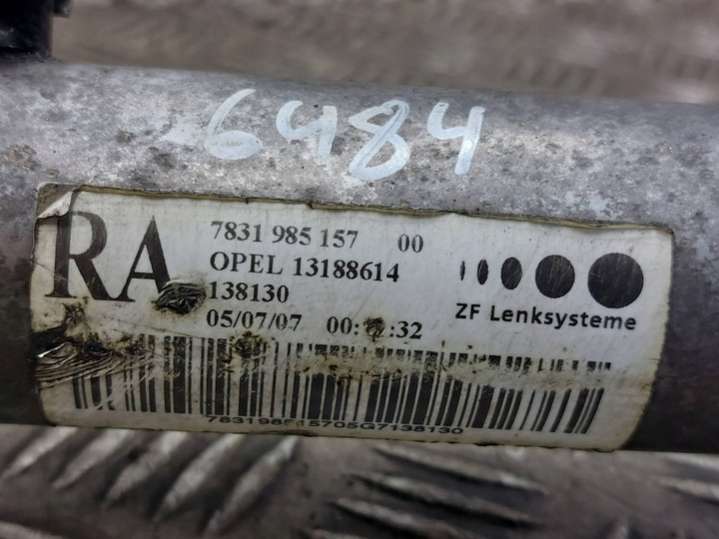 6484
RA
7831 985 157 00
OPEL 13188614
138130
05/07/07
ZF Lenksysteme